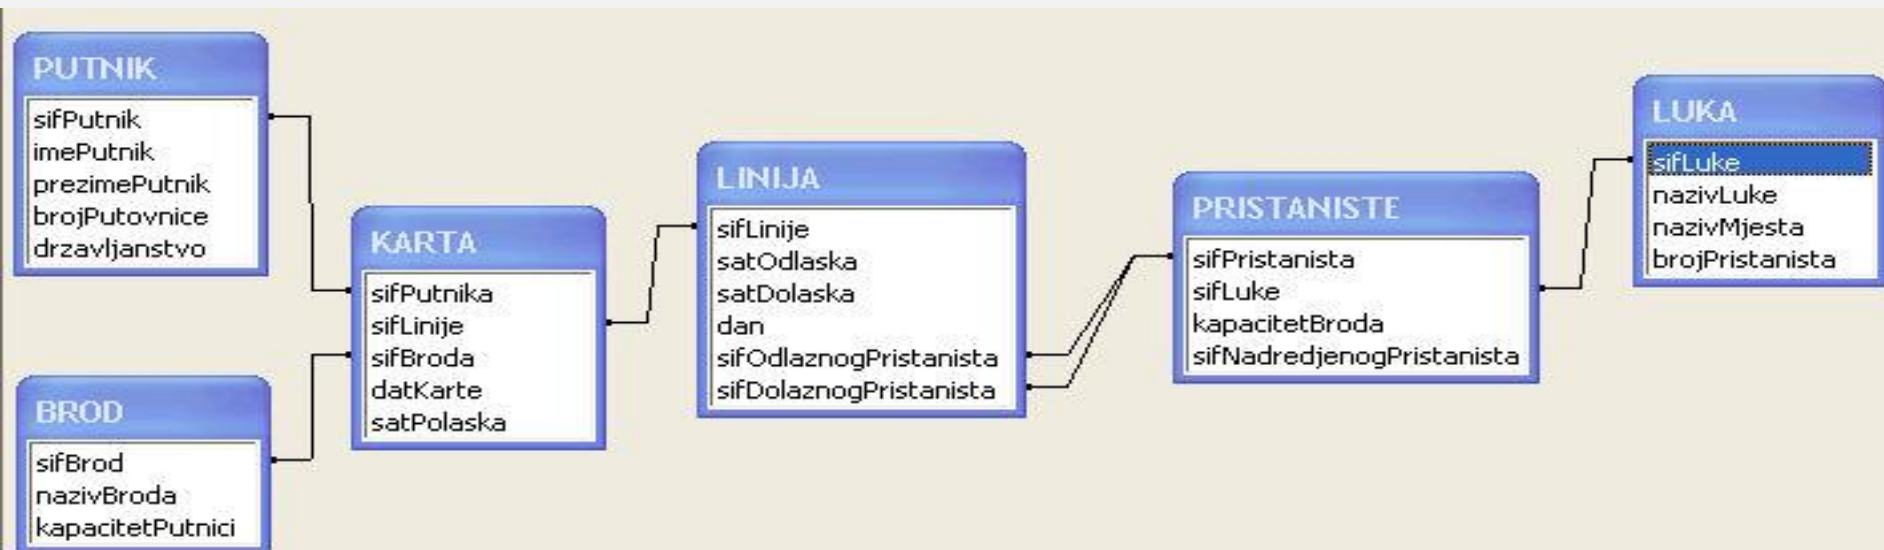 PUTNIK
sifPutnik
imePutnik
prezimePutnik
brojPutovnice
drzavljanstvo
BROD
sifBrod
nazivBroda
kapacitetPutnici
KARTA
sifPutnika
sifLinije
sifBroda
datKarte
satPolaska
LINIJA
sifLinije
satOdlaska
satDolaska
dan
sifOdlaznogPristanista
sifDolaznogPristanista
PRISTANISTE
sifPristanista
sifLuke
kapacitetBroda
sifNadredjenogPristanista
LUKA
sifLuke
nazivLuke
nazivMjesta
brojPristanista